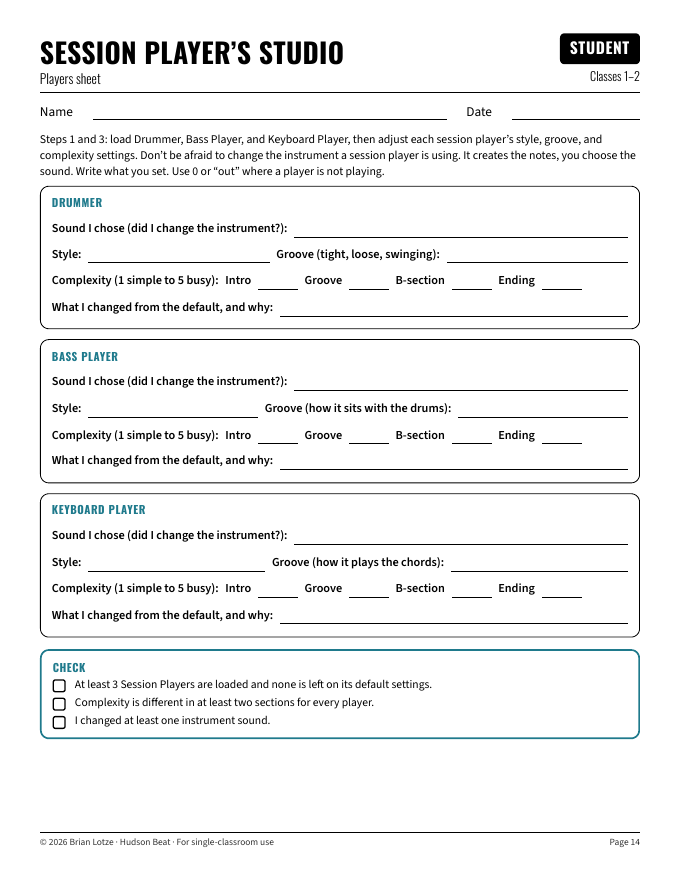 SESSION PLAYER’S STUDIO
STUDENT
Players sheet
Classes 1–2
Name
Date
Steps 1 and 3: load Drummer, Bass Player, and Keyboard Player, then adjust each session player’s style, groove, and
complexity settings. Don’t be afraid to change the instrument a session player is using. It creates the notes, you choose the
sound. Write what you set. Use 0 or “out” where a player is not playing.
DRUMMER
Sound I chose (did I change the instrument?):
Style: Groove (tight, loose, swinging):
Complexity (1 simple to 5 busy): Intro Groove B-section Ending
What I changed from the default, and why:
BASS PLAYER
Sound I chose (did I change the instrument?):
Style: Groove (how it sits with the drums):
Complexity (1 simple to 5 busy): Intro Groove B-section Ending
What I changed from the default, and why:
KEYBOARD PLAYER
Sound I chose (did I change the instrument?):
Style: Groove (how it plays the chords):
Complexity (1 simple to 5 busy): Intro Groove B-section Ending
What I changed from the default, and why:
CHECK
At least 3 Session Players are loaded and none is left on its default settings.
Complexity is different in at least two sections for every player.
I changed at least one instrument sound.
© 2026 Brian Lotze · Hudson Beat · For single-classroom use
Page 14